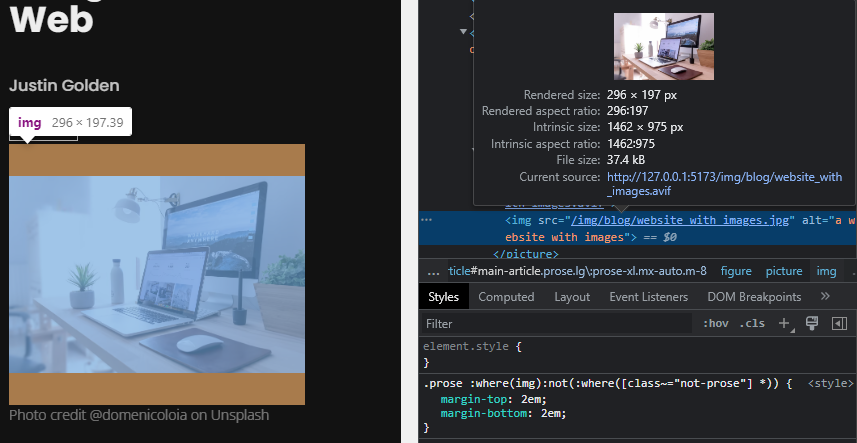 Web
Justin Golden
img 296 × 197.39
Photo credit @domenicoloia on Unsplash
Rendered size: 296 × 197 px
Rendered aspect ratio: 296:197
Intrinsic size: 1462 × 975 px
Intrinsic aspect ratio: 1462:975
File size: 37.4 kB
Current source: http://127.0.0.1:5173/img/blog/website_with
_images.avif
<img src="/img/blog/website_with_images.jpg" alt="a w
ebsite with images"> == $0
</picture>
... ticle#main-article.prose.lg\:prose-xl.mx-auto.m-8 figure picture img
Styles Computed Layout Event Listeners DOM Breakpoints »
Filter :hov .cls +
element.style {
}
.prose :where(img):not(:where([class~="not-prose"] *)) { <style>
margin-top: 2em;
margin-bottom: 2em;
}